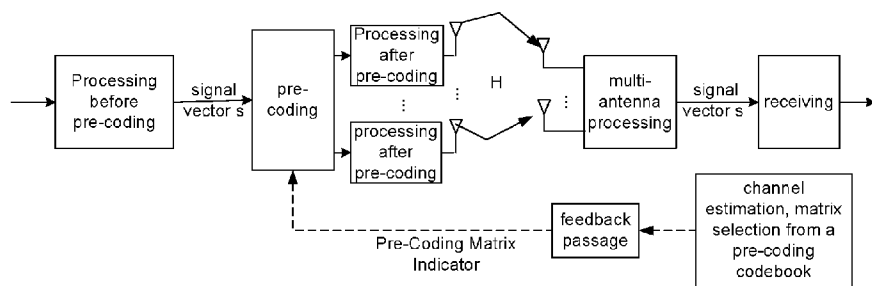 Processing
before
pre-coding
signal
vector s
pre-
coding
Processing
after
pre-coding
...
processing
after
pre-coding
...
H
...
multi-
antenna
processing
signal
vector s
receiving
channel
estimation, matrix
selection from a
pre-coding
codebook
feedback
passage
Pre-Coding Matrix
Indicator